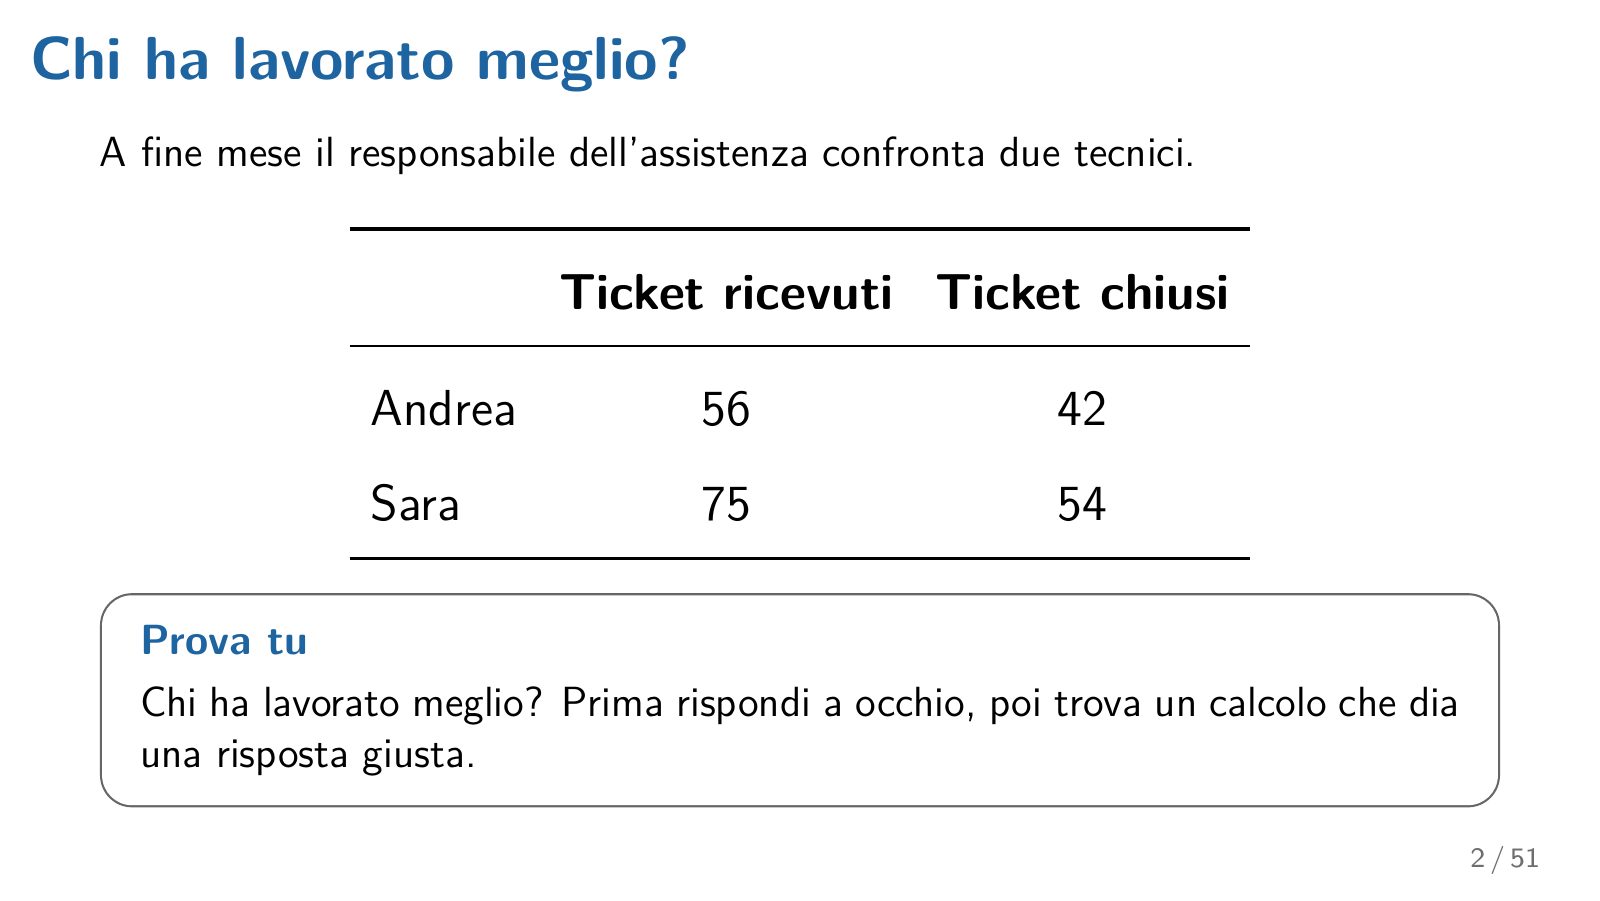 Chi ha lavorato meglio?
A fine mese il responsabile dell'assistenza confronta due tecnici.
Ticket ricevuti Ticket chiusi
Andrea 56 42
Sara 75 54
Prova tu
Chi ha lavorato meglio? Prima rispondi a occhio, poi trova un calcolo che dia
una risposta giusta.
2 / 51